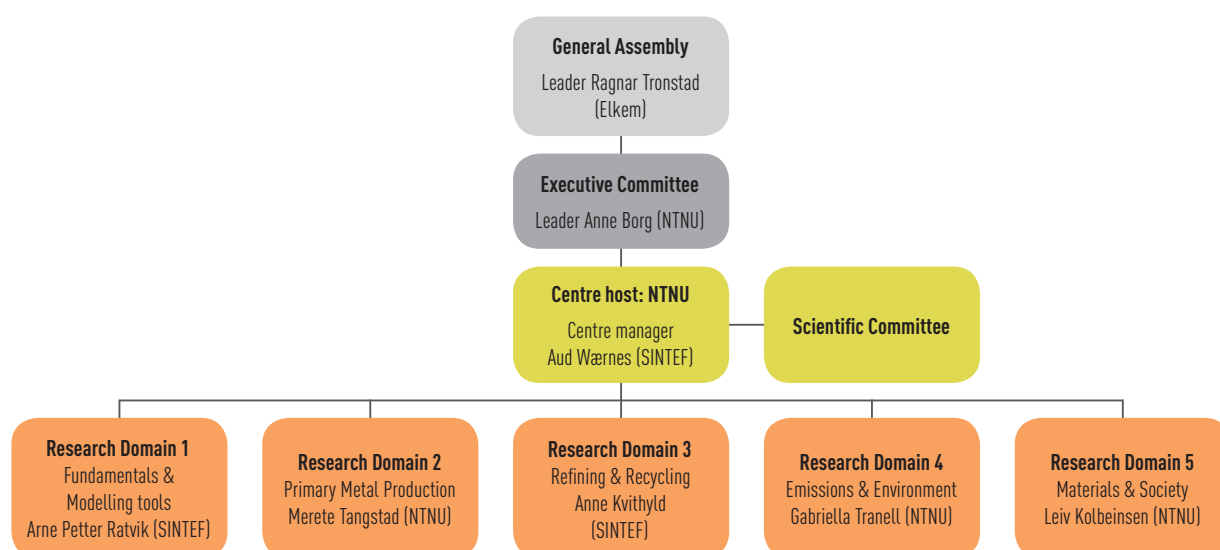 General Assembly
Leader Ragnar Tronstad
(Elkem)
Executive Committee
Leader Anne Borg (NTNU)
Centre host: NTNU
Centre manager
Aud Wærnes (SINTEF)
Scientific Committee
Research Domain 1
Fundamentals &
Modelling tools
Arne Petter Ratvik (SINTEF)
Research Domain 2
Primary Metal Production
Merete Tangstad (NTNU)
Research Domain 3
Refining & Recycling
Anne Kvithyld
(SINTEF)
Research Domain 4
Emissions & Environment
Gabriella Tranell (NTNU)
Research Domain 5
Materials & Society
Leiv Kolbeinsen (NTNU)